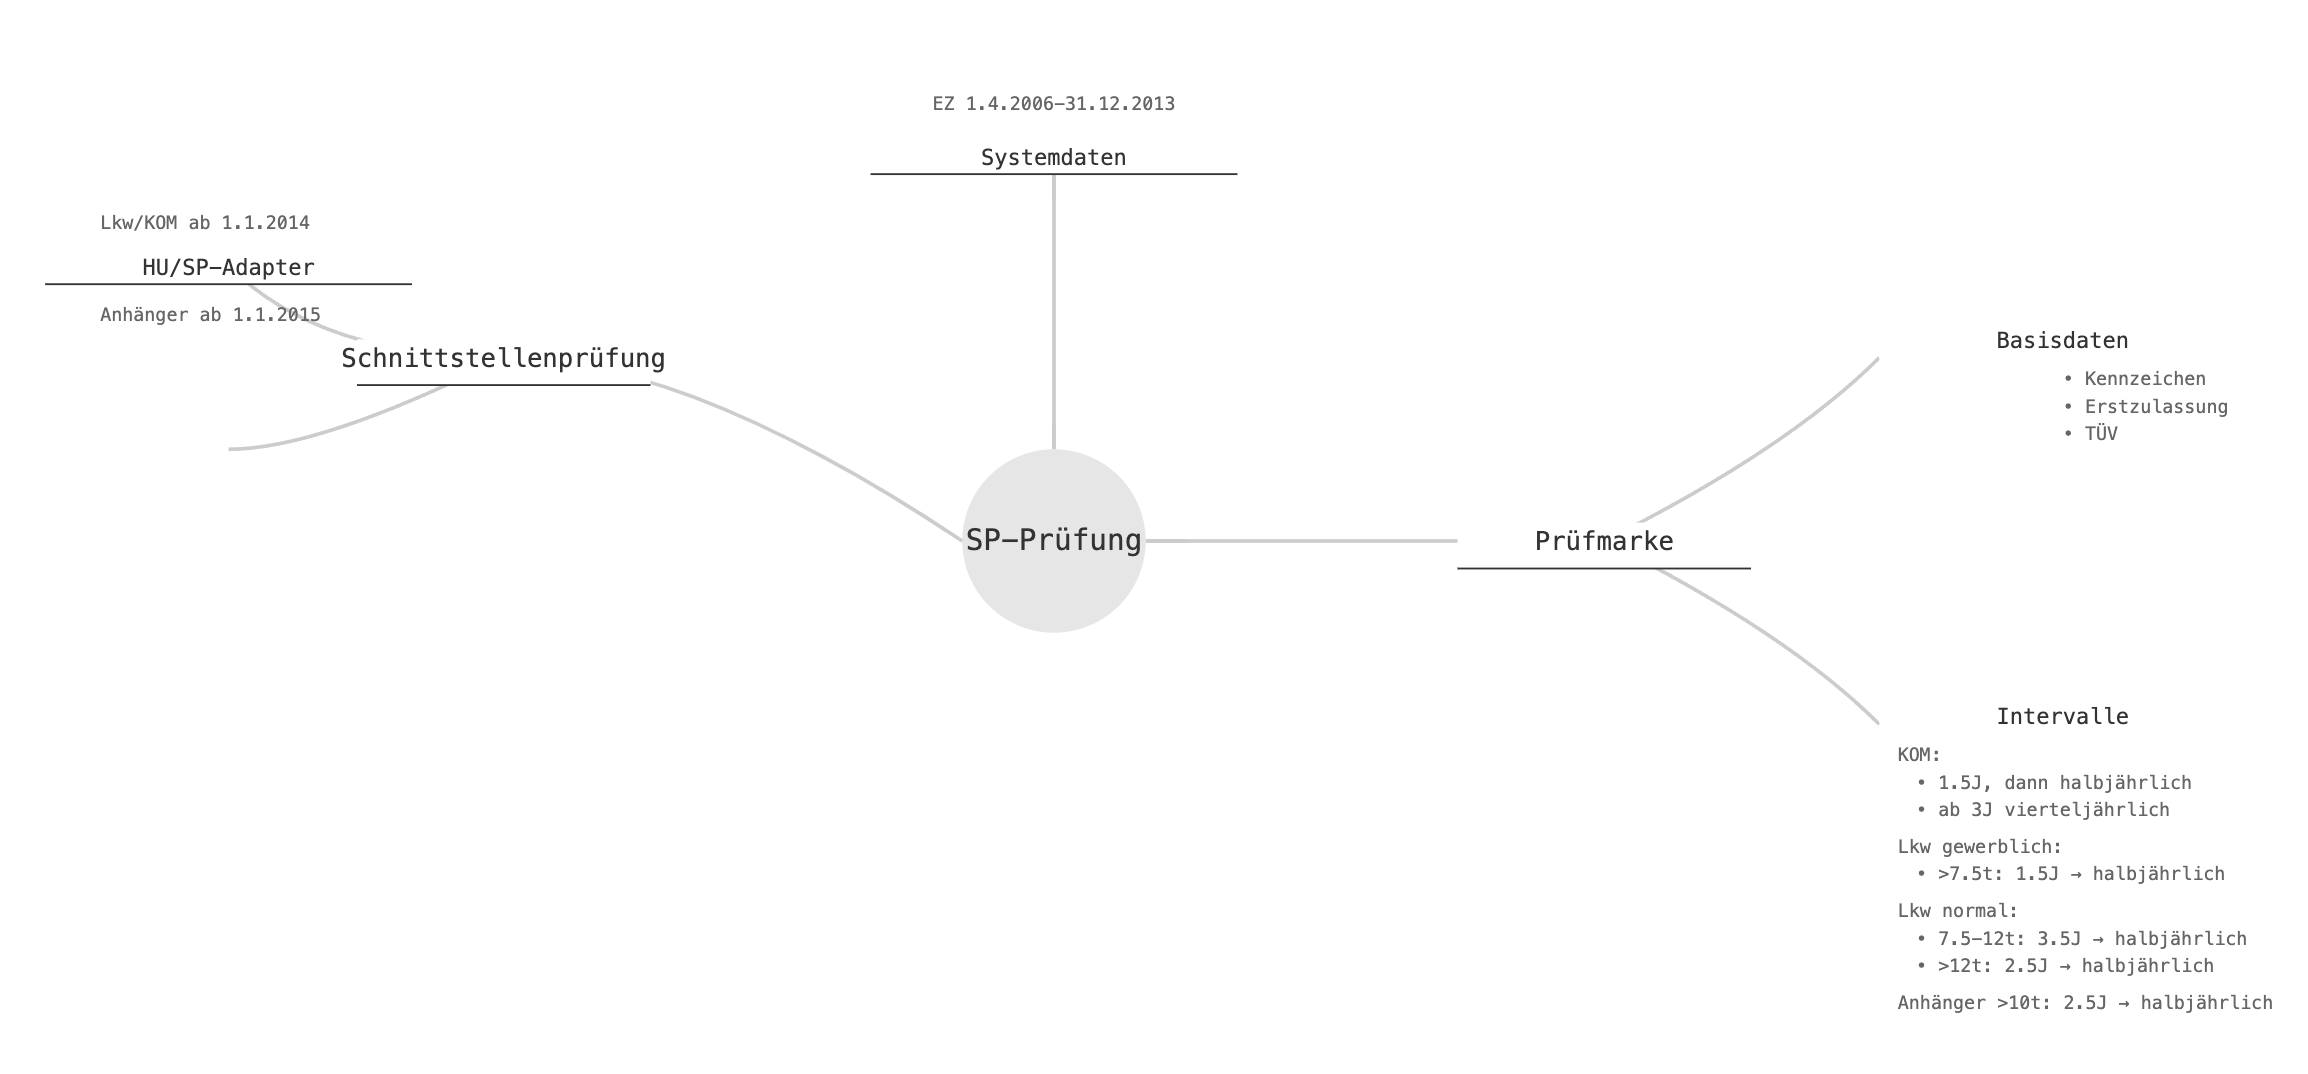 EZ 1.4.2006–31.12.2013
Systemdaten
Lkw/KOM ab 1.1.2014
HU/SP–Adapter
Anhänger ab 1.1.2015
Schnittstellenprüfung
SP–Prüfung
Prüfmarke
Basisdaten
• Kennzeichen
• Erstzulassung
• TÜV
Intervalle
KOM:
• 1.5J, dann halbjährlich
• ab 3J vierteljährlich
Lkw gewerblich:
• >7.5t: 1.5J → halbjährlich
Lkw normal:
• 7.5–12t: 3.5J → halbjährlich
• >12t: 2.5J → halbjährlich
Anhänger >10t: 2.5J → halbjährlich